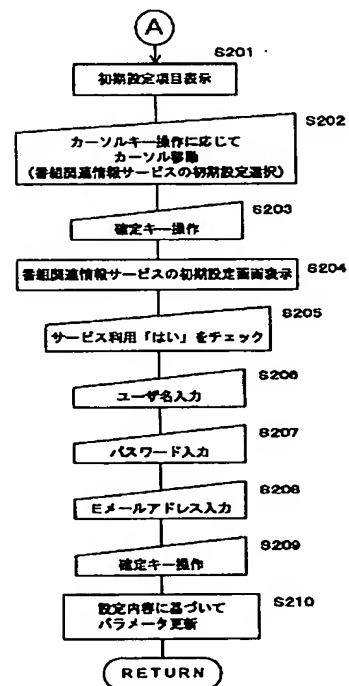 A
S201
初期設定項目表示
S202
カーソルキー操作に応じて
カーソル移動
(番組関連情報サービスの初期設定選択)
S203
確定キー操作
S204
番組関連情報サービスの初期設定画面表示
S205
サービス利用「はい」をチェック
S206
ユーザ名入力
S207
パスワード入力
S208
Eメールアドレス入力
S209
確定キー操作
S210
設定内容に基づいて
パラメータ更新
RETURN